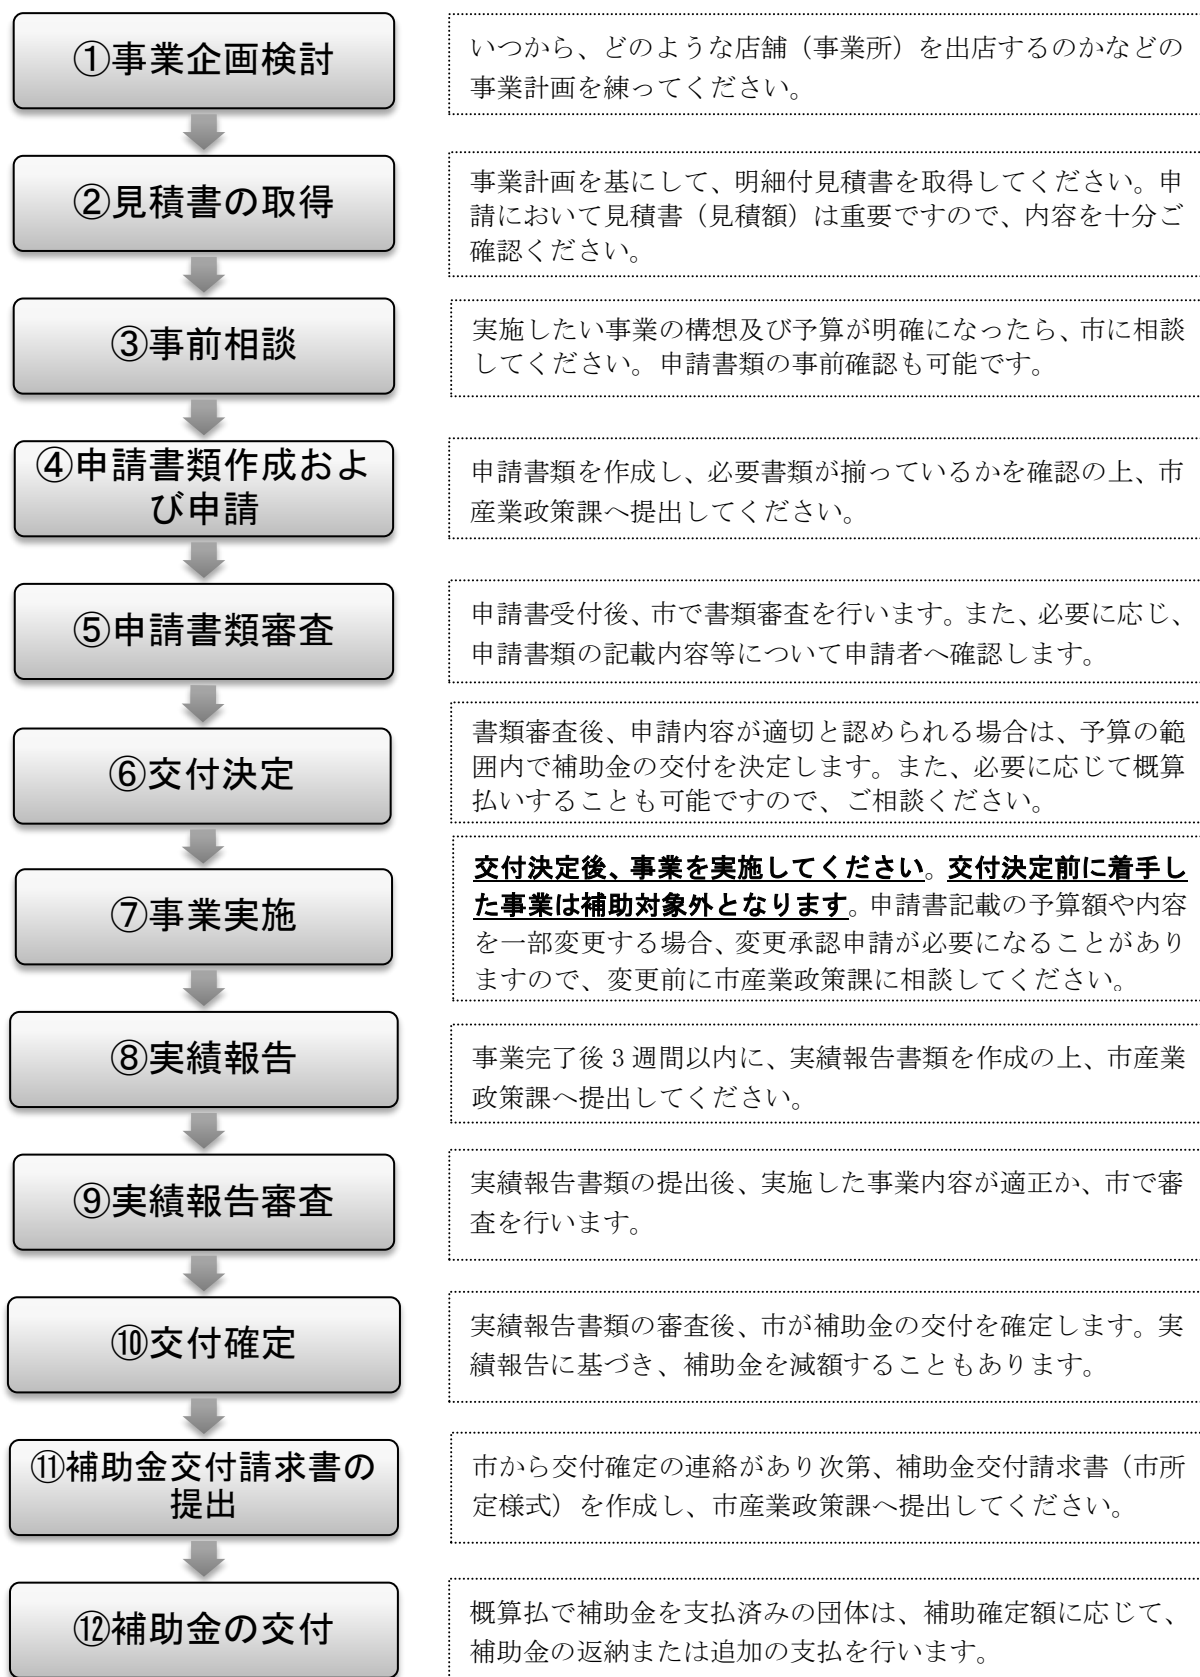 ①事業企画検討
いつから、どのような店舗（事業所）を出店するのかなどの
事業計画を練ってください。
②見積書の取得
事業計画を基にして、明細付見積書を取得してください。申
請において見積書（見積額）は重要ですので、内容を十分ご
確認ください。
③事前相談
実施したい事業の構想及び予算が明確になったら、市に相談
してください。申請書類の事前確認も可能です。
④申請書類作成およ
び申請
申請書類を作成し、必要書類が揃っているかを確認の上、市
産業政策課へ提出してください。
⑤申請書類審査
申請書受付後、市で書類審査を行います。また、必要に応じ、
申請書類の記載内容等について申請者へ確認します。
⑥交付決定
書類審査後、申請内容が適切と認められる場合は、予算の範
囲内で補助金の交付を決定します。また、必要に応じて概算
払いすることも可能ですので、ご相談ください。
⑦事業実施
交付決定後、事業を実施してください。交付決定前に着手し
た事業は補助対象外となります。申請書記載の予算額や内容
を一部変更する場合、変更承認申請が必要になることがあり
ますので、変更前に市産業政策課に相談してください。
⑧実績報告
事業完了後 3 週間以内に、実績報告書類を作成の上、市産業
政策課へ提出してください。
⑨実績報告審査
実績報告書類の提出後、実施した事業内容が適正か、市で審
査を行います。
⑩交付確定
実績報告書類の審査後、市が補助金の交付を確定します。実
績報告に基づき、補助金を減額することもあります。
⑪補助金交付請求書の
提出
市から交付確定の連絡があり次第、補助金交付請求書（市所
定様式）を作成し、市産業政策課へ提出してください。
⑫補助金の交付
概算払で補助金を支払済みの団体は、補助確定額に応じて、
補助金の返納または追加の支払を行います。